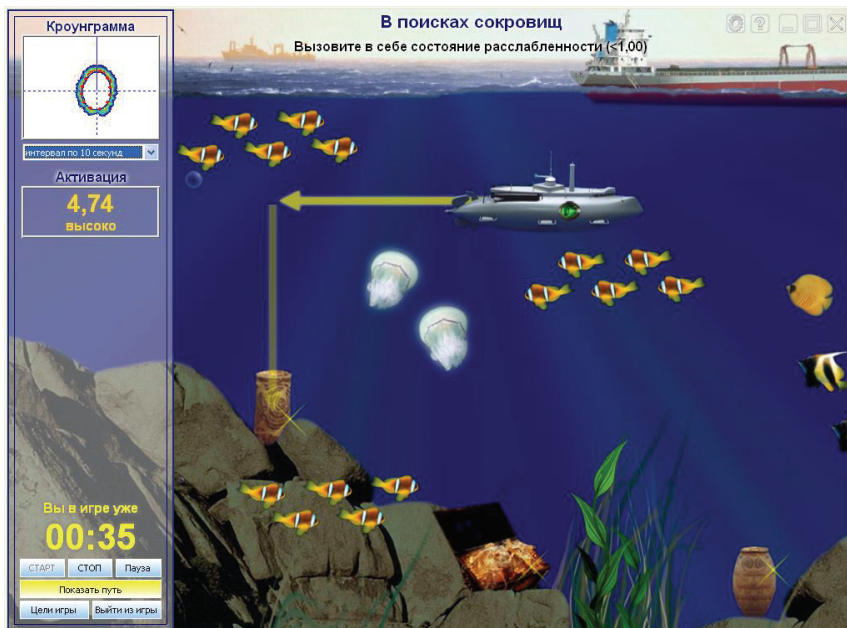 Кроунграмма
интервал по 10 секунд
Активация
4,74
высоко
В поисках сокровищ
Вызовите в себе состояние расслабленности (<1,00)
?
Вы в игре уже
00:35
СТАРТ СТОП Пауза
Показать путь
Цели игры Выйти из игры